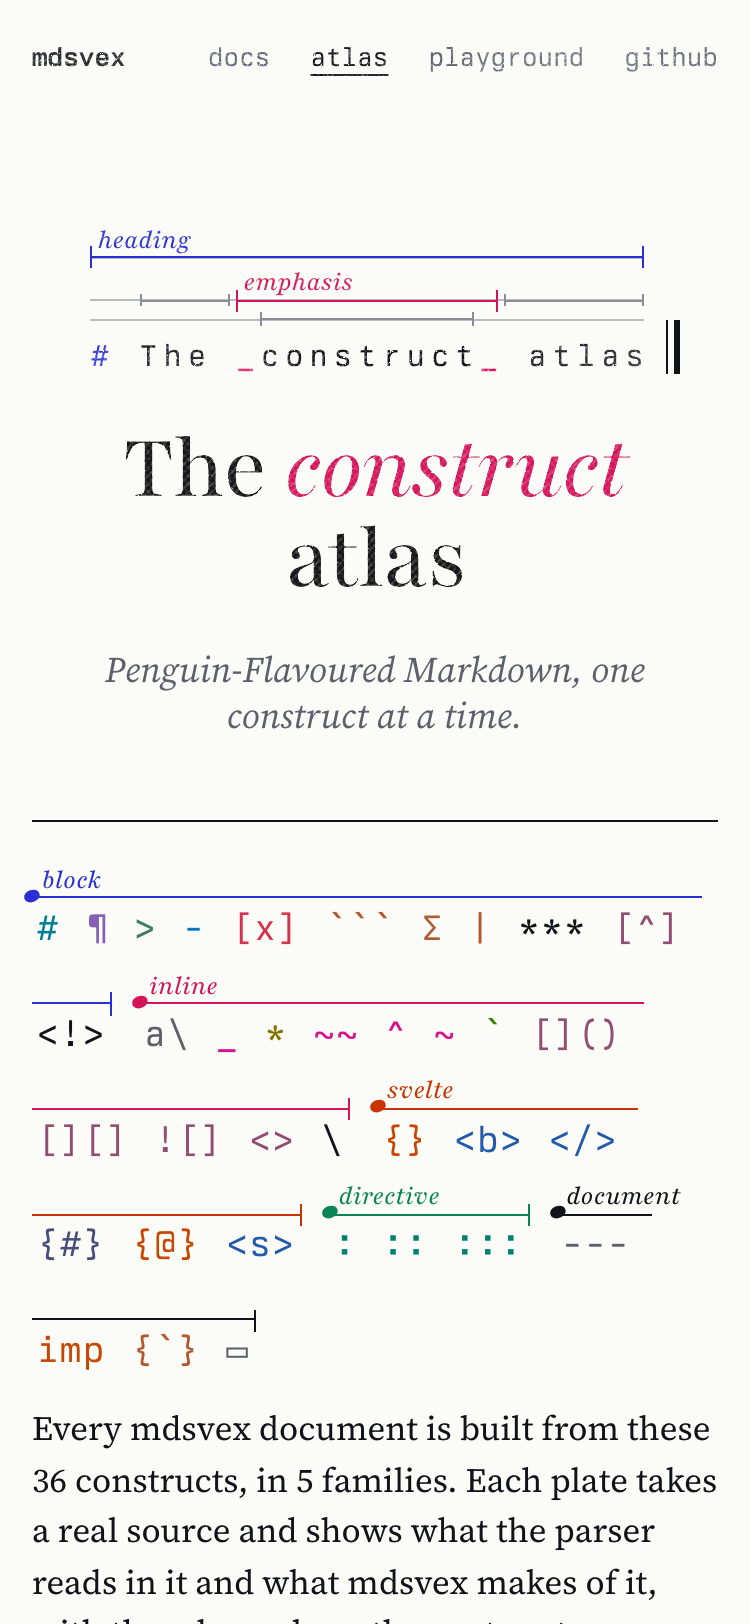 mdsvex docs atlas playground github
heading
emphasis
# The _construct_ atlas
The construct
atlas
Penguin-Flavoured Markdown, one
construct at a time.
block
# ¶ > - [x] ``` Σ | *** [^]
inline
<!> a\ _ * ~~ ^ ~ ` []()
svelte
[][] ![] <> \ {} <b> </>
directive document
{#} {@} <s> : :: ::: ---
imp {`} ▭
Every mdsvex document is built from these
36 constructs, in 5 families. Each plate takes
a real source and shows what the parser
reads in it and what mdsvex makes of it,